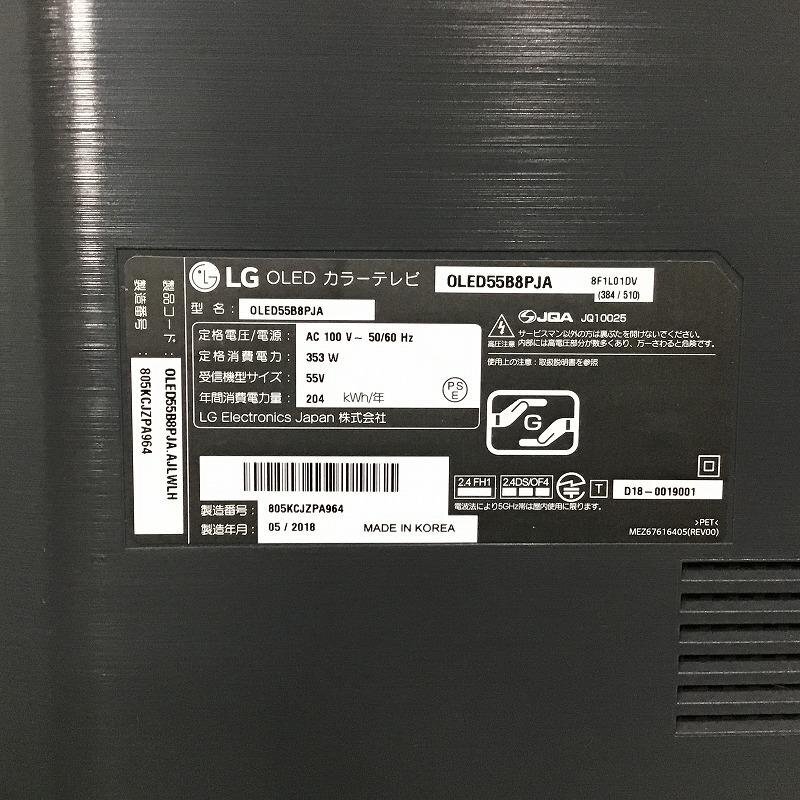 LG OLED カラーテレビ OLED55B8PJA 8F1L01DV
(384 / 510)
型 名 : OLED55B8PJA
定格電圧/電源 : AC 100 V ~ 50/60 Hz
定格消費電力 : 353 W
受信機型サイズ : 55V
年間消費電力量 : 204 kWh/年
LG Electronics Japan 株式会社
PS
E
JQA JQ10025
サービスマン以外の方は裏ぶたを開けないでください。
高圧注意 内部には高電圧部分が数多くあり、万一さわると危険です。
使用上の注意 : 取扱説明書を参照
G
製品コード : OLED55B8PJA.AJLWLH
製造番号 : 805KCJZPA964
製造番号 : 805KCJZPA964
製造年月 : 05 / 2018 MADE IN KOREA
2.4 FH1 2.4DS/OF4 T D18-0019001
電波法により5GHz帯は屋内使用に限ります。
>PET<
MEZ67616405(REV00)